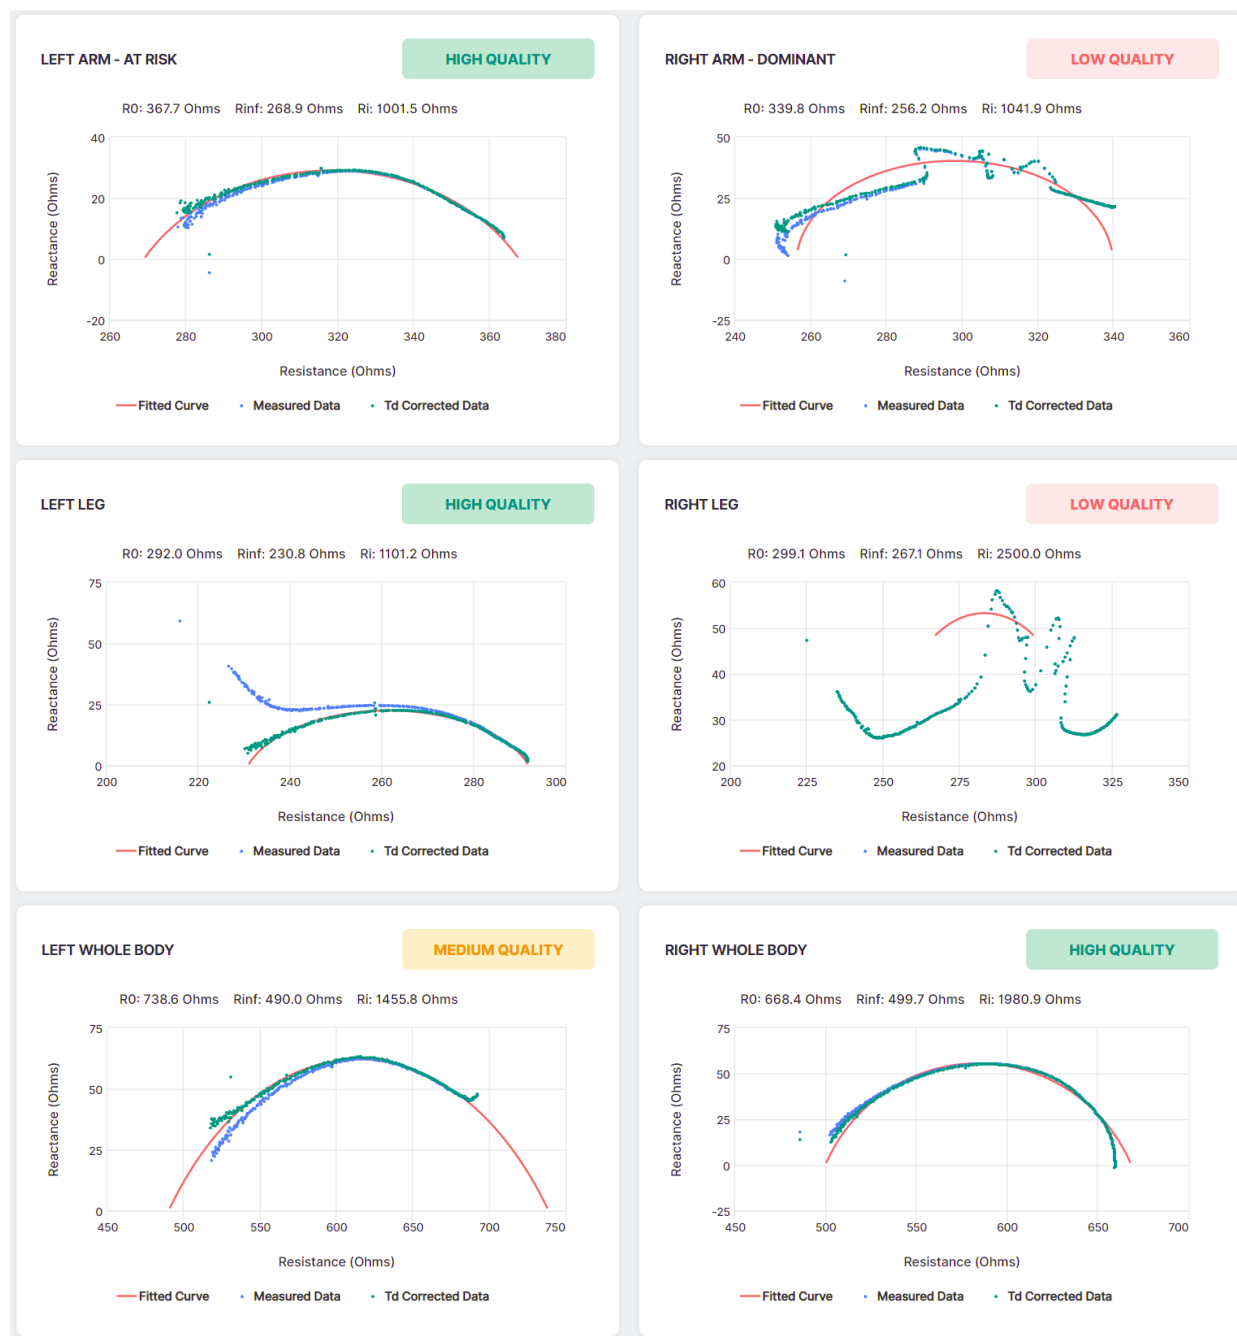 LEFT ARM - AT RISK
HIGH QUALITY
R0: 367.7 Ohms Rinf: 268.9 Ohms Ri: 1001.5 Ohms
40
20
0
-20
Reactance (Ohms)
260 280 300 320 340 360 380
Resistance (Ohms)
Fitted Curve Measured Data Td Corrected Data
RIGHT ARM - DOMINANT
LOW QUALITY
R0: 339.8 Ohms Rinf: 256.2 Ohms Ri: 1041.9 Ohms
50
25
0
-25
Reactance (Ohms)
240 260 280 300 320 340 360
Resistance (Ohms)
Fitted Curve Measured Data Td Corrected Data
LEFT LEG
HIGH QUALITY
R0: 292.0 Ohms Rinf: 230.8 Ohms Ri: 1101.2 Ohms
75
50
25
0
Reactance (Ohms)
200 220 240 260 280 300
Resistance (Ohms)
Fitted Curve Measured Data Td Corrected Data
RIGHT LEG
LOW QUALITY
R0: 299.1 Ohms Rinf: 267.1 Ohms Ri: 2500.0 Ohms
60
50
40
30
20
Reactance (Ohms)
200 225 250 275 300 325 350
Resistance (Ohms)
Fitted Curve Measured Data Td Corrected Data
LEFT WHOLE BODY
MEDIUM QUALITY
R0: 738.6 Ohms Rinf: 490.0 Ohms Ri: 1455.8 Ohms
75
50
25
0
Reactance (Ohms)
450 500 550 600 650 700 750
Resistance (Ohms)
Fitted Curve Measured Data Td Corrected Data
RIGHT WHOLE BODY
HIGH QUALITY
R0: 668.4 Ohms Rinf: 499.7 Ohms Ri: 1980.9 Ohms
75
50
25
0
-25
Reactance (Ohms)
450 500 550 600 650 700
Resistance (Ohms)
Fitted Curve Measured Data Td Corrected Data